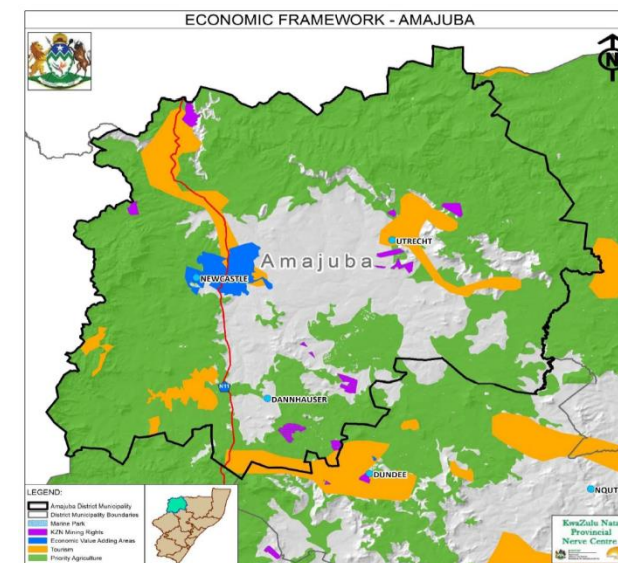 ECONOMIC FRAMEWORK - AMAJUBA
N
UTRECHT
Amajuba
NEWCASTLE
N11
DANNHAUSER
DUNDEE
NQUT
LEGEND:
Amajuba District Municipality
District Municipality Boundaries
Marine Park
KZN Mining Rights
Economic Value Adding Areas
Tourism
Priority Agriculture
KwaZulu Natal
Provincial
Nerve Centre